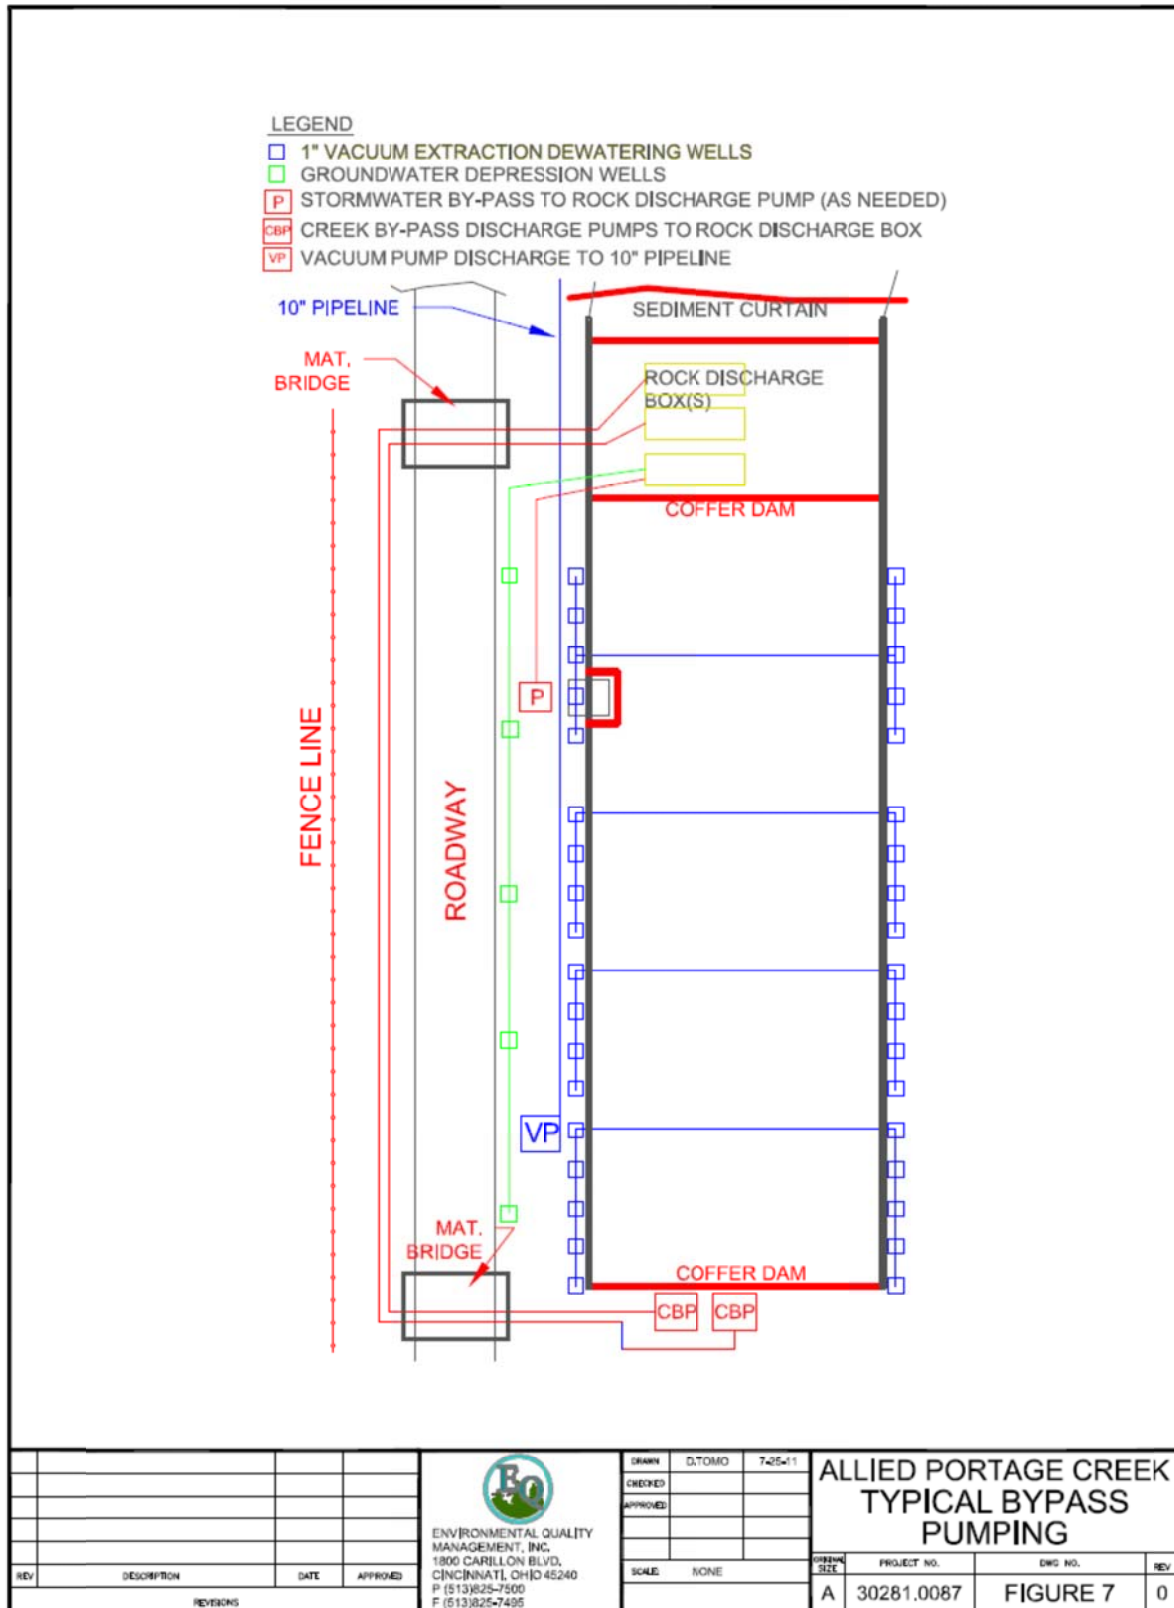 LEGEND
1" VACUUM EXTRACTION DEWATERING WELLS
GROUNDWATER DEPRESSION WELLS
P STORMWATER BY-PASS TO ROCK DISCHARGE PUMP (AS NEEDED)
CBP CREEK BY-PASS DISCHARGE PUMPS TO ROCK DISCHARGE BOX
VP VACUUM PUMP DISCHARGE TO 10" PIPELINE
10" PIPELINE
SEDIMENT CURTAIN
MAT.
BRIDGE
ROCK DISCHARGE
BOX(S)
COFFER DAM
P
FENCE LINE
ROADWAY
VP
MAT.
BRIDGE
COFFER DAM
CBP CBP
REV DESCRIPTION DATE APPROVED
REVISIONS
EQ
ENVIRONMENTAL QUALITY
MANAGEMENT, INC.
1800 CARILLON BLVD.
CINCINNATI, OHIO 45240
P (513)825-7500
F (513)825-7495
DRAWN D.TOMO 7-25-11
CHECKED
APPROVED
SCALE: NONE
ALLIED PORTAGE CREEK
TYPICAL BYPASS
PUMPING
ORIGINAL SIZE PROJECT NO. DWG NO. REV
A 30281.0087 FIGURE 7 0